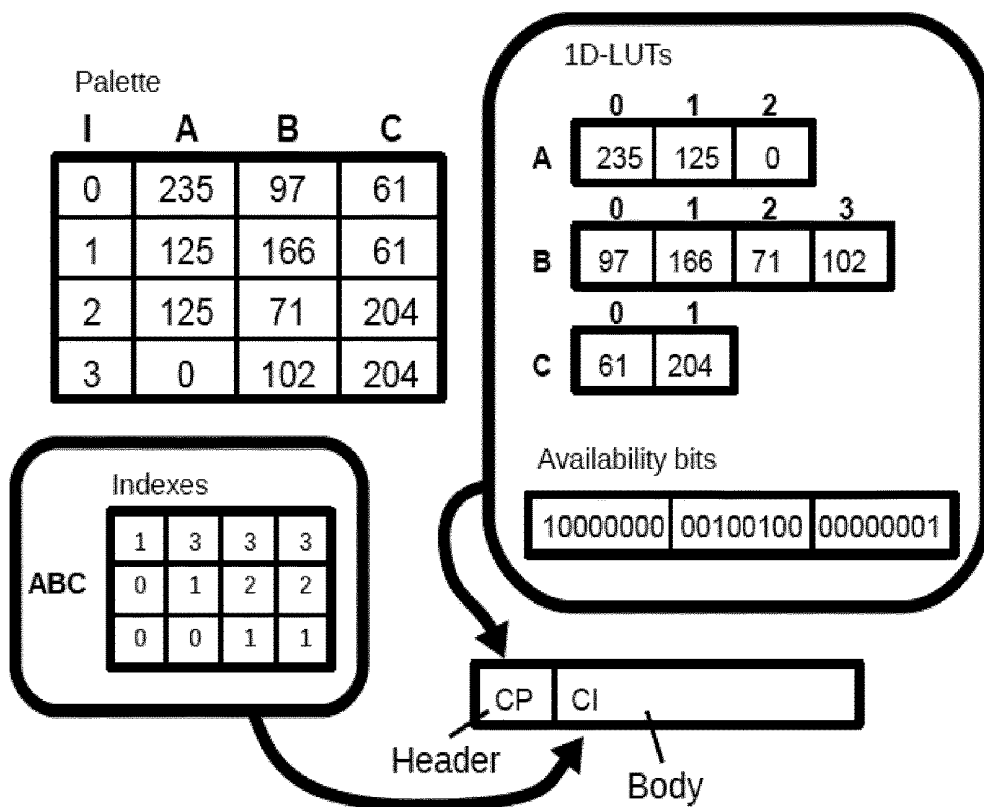 Palette
I A B C
0 235 97 61
1 125 166 61
2 125 71 204
3 0 102 204
1D-LUTs
0 1 2
A 235 125 0
0 1 2 3
B 97 166 71 102
0 1
C 61 204
Availability bits
10000000 00100100 00000001
Indexes
1 3 3 3
ABC 0 1 2 2
0 0 1 1
CP CI
Header
Body